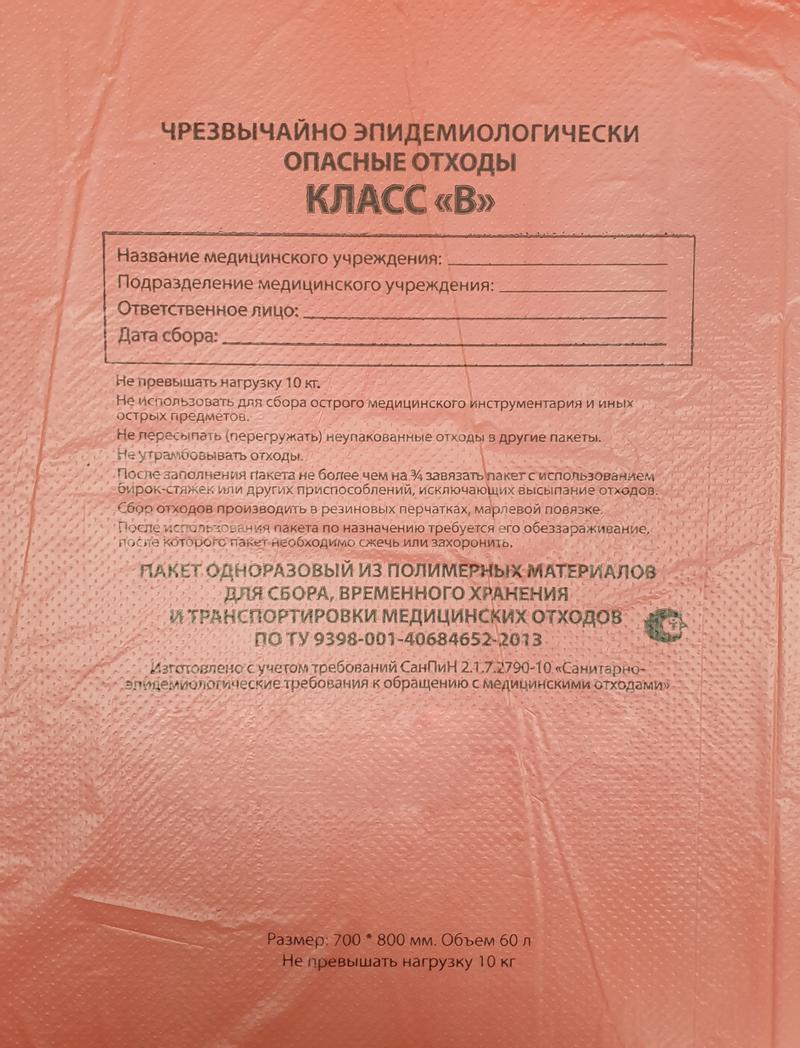 ЧРЕЗВЫЧАЙНО ЭПИДЕМИОЛОГИЧЕСКИ
ОПАСНЫЕ ОТХОДЫ
КЛАСС «В»
Название медицинского учреждения:
Подразделение медицинского учреждения:
Ответственное лицо:
Дата сбора:
Не превышать нагрузку 10 кг.
Не использовать для сбора острого медицинского инструментария и иных
острых предметов.
Не пересыпать (перегружать) неупакованные отходы в другие пакеты.
Не утрамбовывать отходы.
После заполнения пакета не более чем на ¾ завязать пакет с использованием
бирок-стяжек или других приспособлений, исключающих высыпание отходов.
Сбор отходов производить в резиновых перчатках, марлевой повязке.
После использования пакета по назначению требуется его обеззараживание,
после которого пакет необходимо сжечь или захоронить.
ПАКЕТ ОДНОРАЗОВЫЙ ИЗ ПОЛИМЕРНЫХ МАТЕРИАЛОВ
ДЛЯ СБОРА, ВРЕМЕННОГО ХРАНЕНИЯ
И ТРАНСПОРТИРОВКИ МЕДИЦИНСКИХ ОТХОДОВ
ПО ТУ 9398-001-40684652-2013
Изготовлено с учетом требований СанПиН 2.1.7.2790-10 «Санитарно-
эпидемиологические требования к обращению с медицинскими отходами»
Размер: 700 * 800 мм. Объем 60 л
Не превышать нагрузку 10 кг